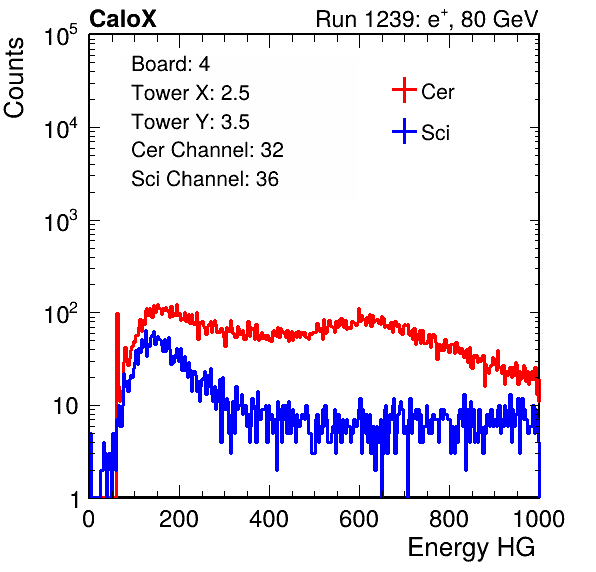 CaloX Run 1239: e⁺, 80 GeV
Board: 4
Tower X: 2.5
Tower Y: 3.5
Cer Channel: 32
Sci Channel: 36
Cer
Sci
Counts
10⁵
10⁴
10³
10²
10
1
0 200 400 600 800 1000
Energy HG